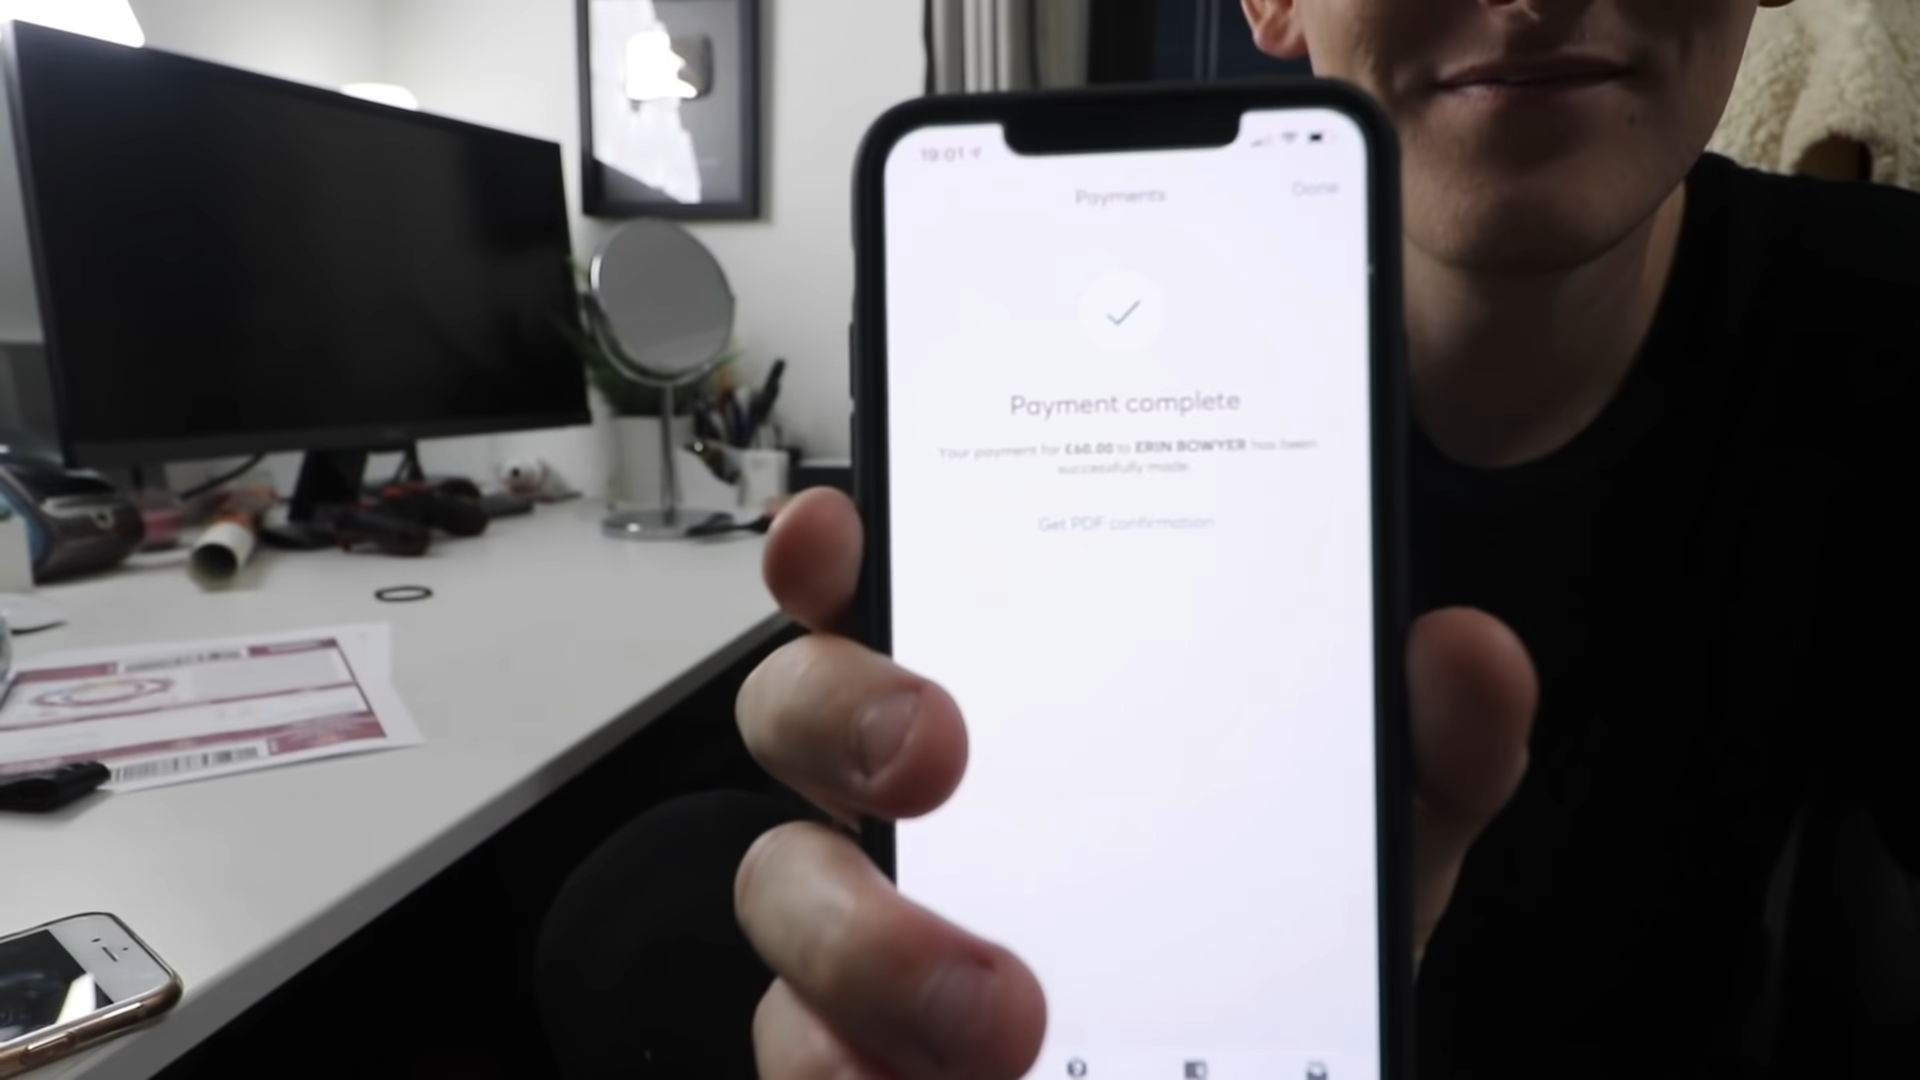 19:01
Payments
Done
Payment complete
Your payment for £60.00 to ERIN BOWYER has been
successfully made.
Get PDF confirmation